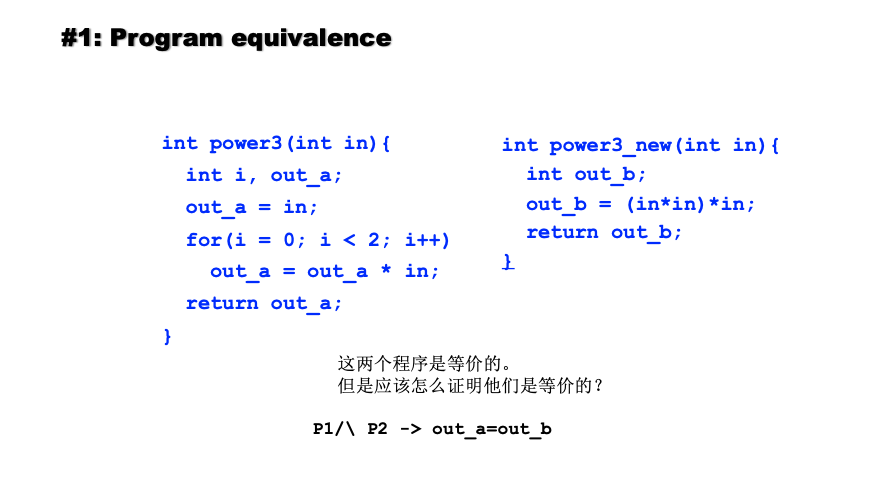 #1: Program equivalence
int power3(int in){
int i, out_a;
out_a = in;
for(i = 0; i < 2; i++)
out_a = out_a * in;
return out_a;
}
int power3_new(int in){
int out_b;
out_b = (in*in)*in;
return out_b;
}
这两个程序是等价的。
但是应该怎么证明他们是等价的？
P1/\ P2 -> out_a=out_b